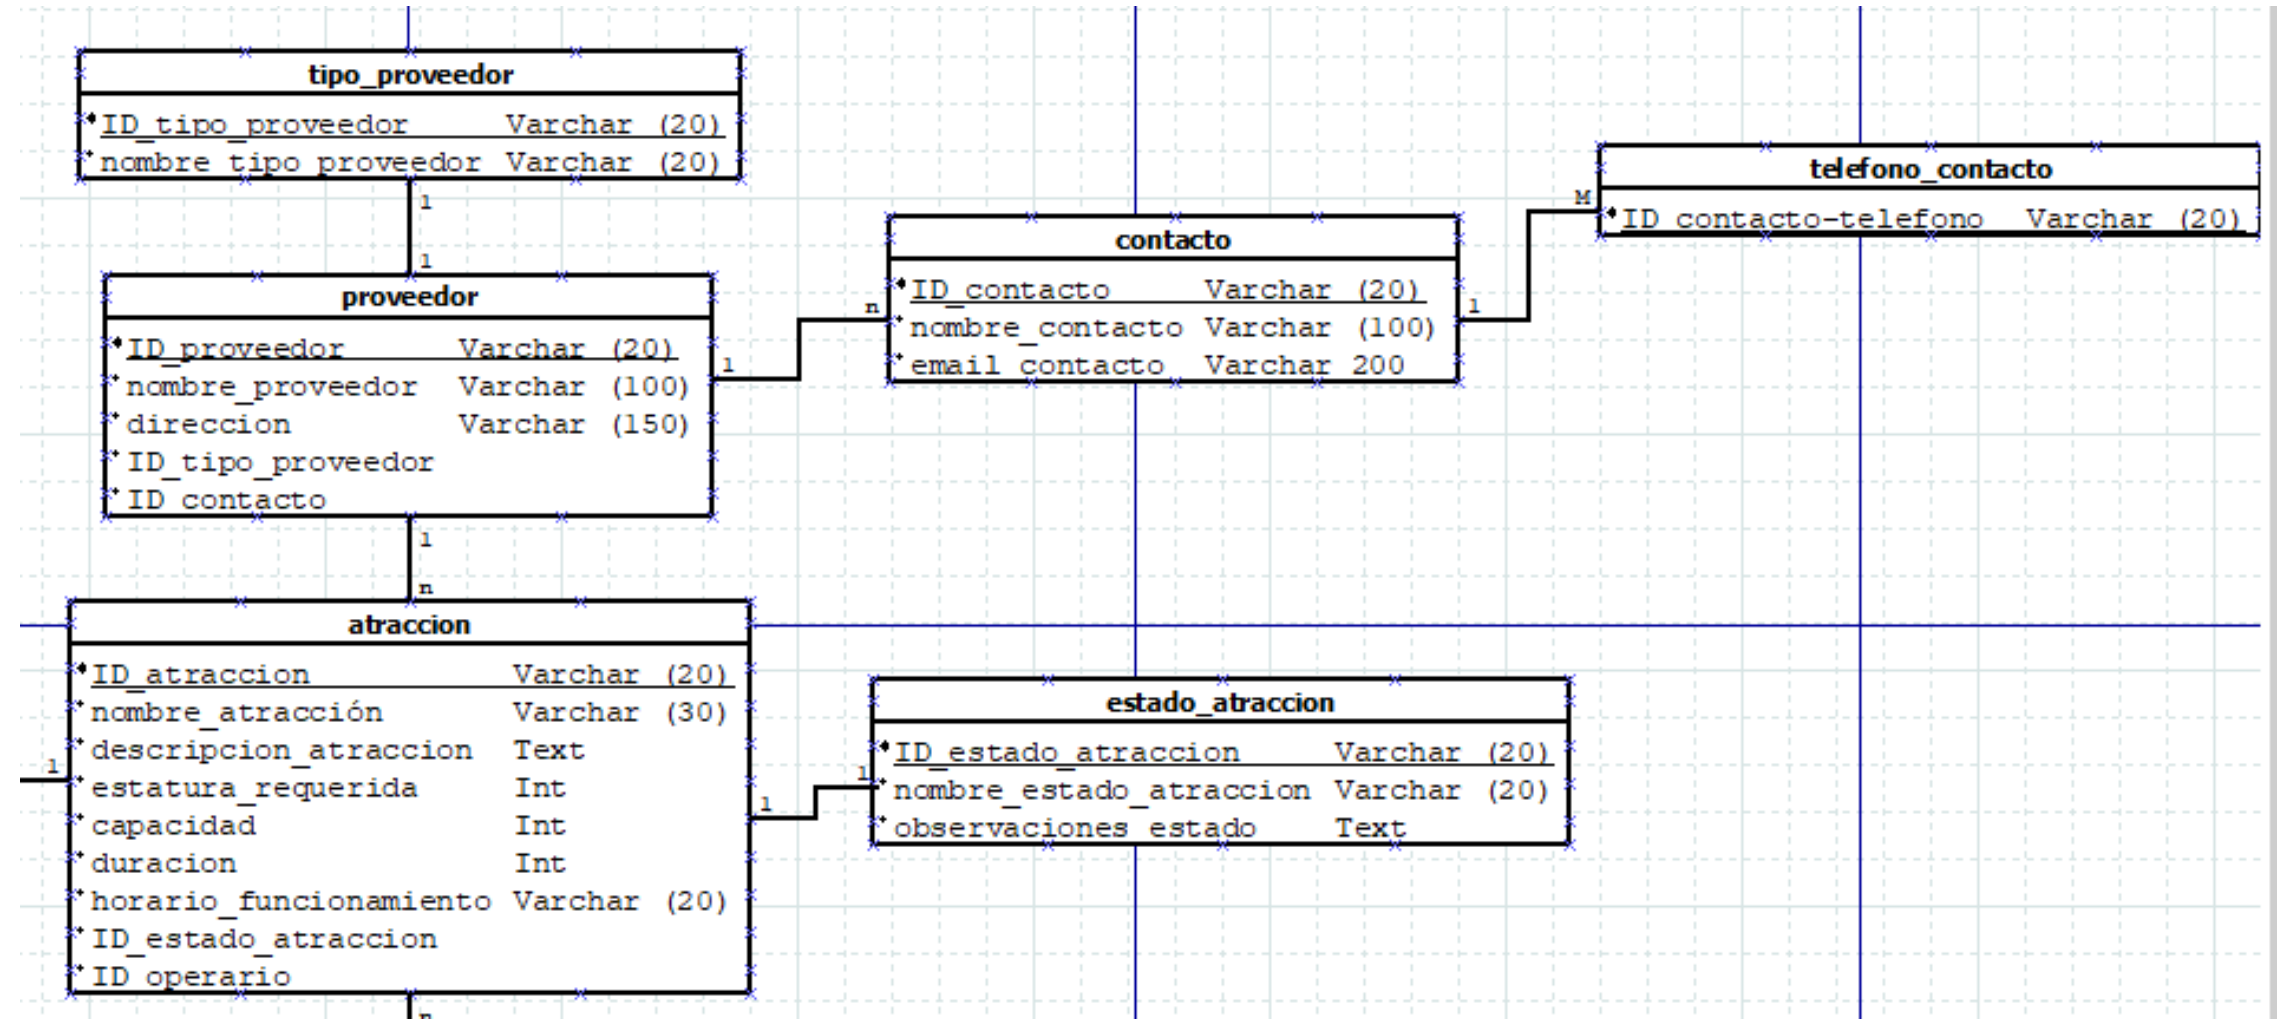 tipo_proveedor
ID_tipo_proveedor Varchar (20)
nombre_tipo_proveedor Varchar (20)
1
1
proveedor
ID_proveedor Varchar (20)
nombre_proveedor Varchar (100)
direccion Varchar (150)
ID_tipo_proveedor
ID_contacto
1
n
contacto
ID_contacto Varchar (20)
nombre_contacto Varchar (100)
email_contacto Varchar 200
1
M
telefono_contacto
ID_contacto-telefono Varchar (20)
1
n
atraccion
ID_atraccion Varchar (20)
nombre_atracción Varchar (30)
descripcion_atraccion Text
estatura_requerida Int
capacidad Int
duracion Int
horario_funcionamiento Varchar (20)
ID_estado_atraccion
ID_operario
1
1
1
estado_atraccion
ID_estado_atraccion Varchar (20)
nombre_estado_atraccion Varchar (20)
observaciones_estado Text
n